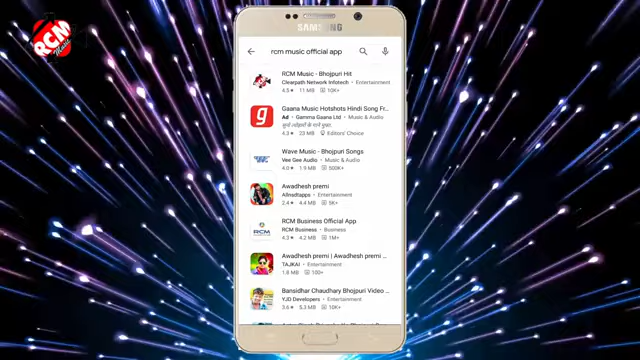 RCM
Music
SAMSUNG
rcm music official app
RCM Music - Bhojpuri Hit
Clearpath Network Infotech • Entertainment
4.5 ★ 11 MB 10K+
Gaana Music Hotshots Hindi Song Fr...
Ad • Gamma Gaana Ltd • Music & Audio
4.3 ★ 23 MB Editors' Choice
Wave Music - Bhojpuri Songs
Vee Gee Audio • Music & Audio
4.0 ★ 1.9 MB 500K+
Awadhesh premi
Allnsdtapps • Entertainment
2.4 ★ 4.4 MB 5K+
RCM Business Official App
RCM Business • Business
4.3 ★ 4.2 MB 1M+
Awadhesh premi | Awadhesh premi ...
TAJKAI • Entertainment
1.8 MB 100+
Bansidhar Chaudhary Bhojpuri Video ...
YJD Developers • Entertainment
3.6 ★ 5.3 MB 10K+